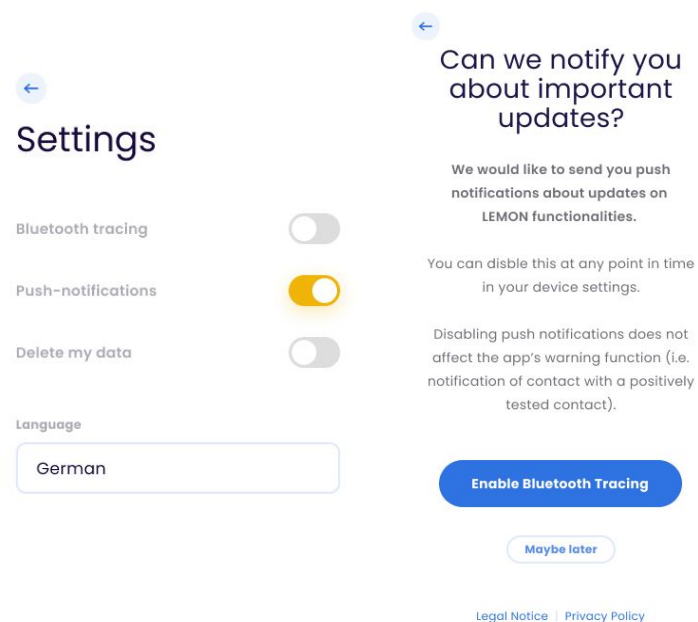 Settings
Bluetooth tracing
Push-notifications
Delete my data
Language
German
Can we notify you
about important
updates?
We would like to send you push
notifications about updates on
LEMON functionalities.
You can disble this at any point in time
in your device settings.
Disabling push notifications does not
affect the app's warning function (i.e.
notification of contact with a positively
tested contact).
Enable Bluetooth Tracing
Maybe later
Legal Notice | Privacy Policy